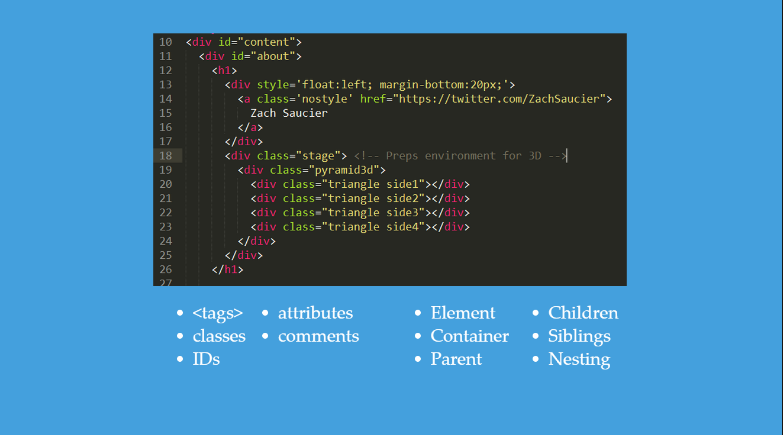 10 <div id="content">
11 <div id="about">
12 <h1>
13 <div style='float:left; margin-bottom:20px;'>
14 <a class='nostyle' href="https://twitter.com/ZachSaucier">
15 Zach Saucier
16 </a>
17 </div>
18 <div class="stage"> <!-- Preps environment for 3D -->
19 <div class="pyramid3d">
20 <div class="triangle side1"></div>
21 <div class="triangle side2"></div>
22 <div class="triangle side3"></div>
23 <div class="triangle side4"></div>
24 </div>
25 </div>
26 </h1>
27
• <tags> • attributes • Element • Children
• classes • comments • Container • Siblings
• IDs • Parent • Nesting